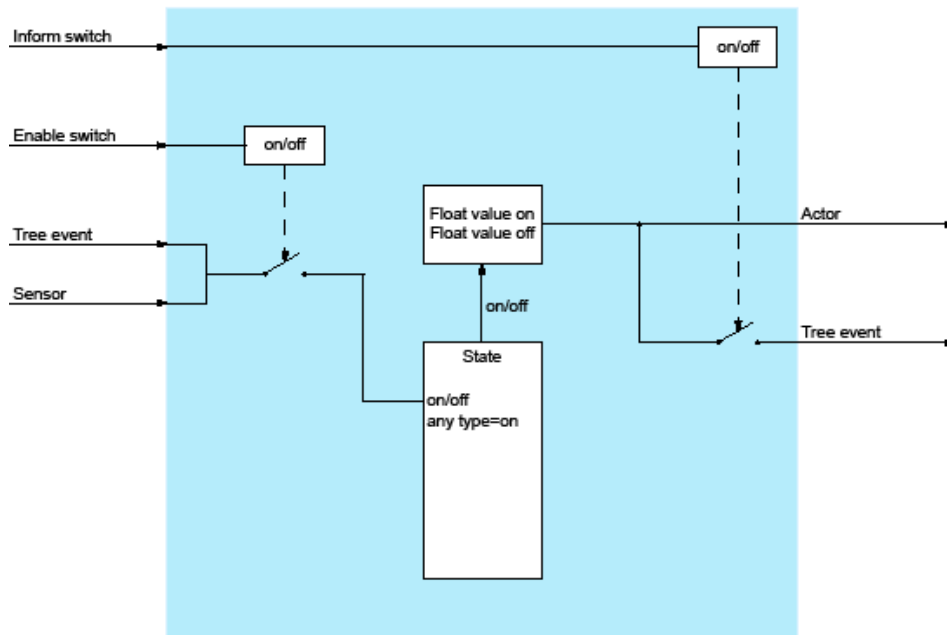 Inform switch
on/off
Enable switch
on/off
Float value on
Float value off
Actor
Tree event
Sensor
on/off
Tree event
State
on/off
any type=on